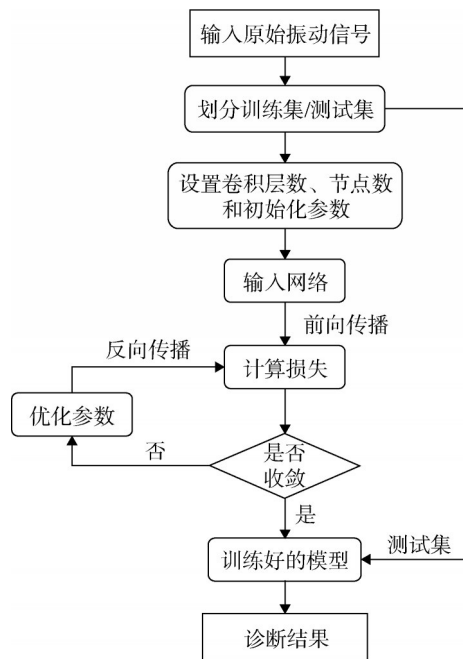 输入原始振动信号
划分训练集/测试集
设置卷积层数、节点数
和初始化参数
输入网络
前向传播
反向传播
计算损失
优化参数
否
是否
收敛
是
测试集
训练好的模型
诊断结果